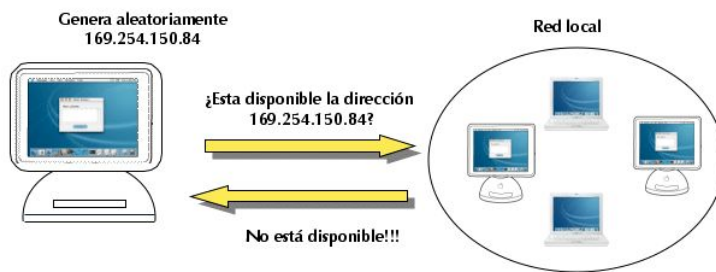 Genera aleatoriamente
169.254.150.84
Red local
¿Esta disponible la dirección
169.254.150.84?
No está disponible!!!